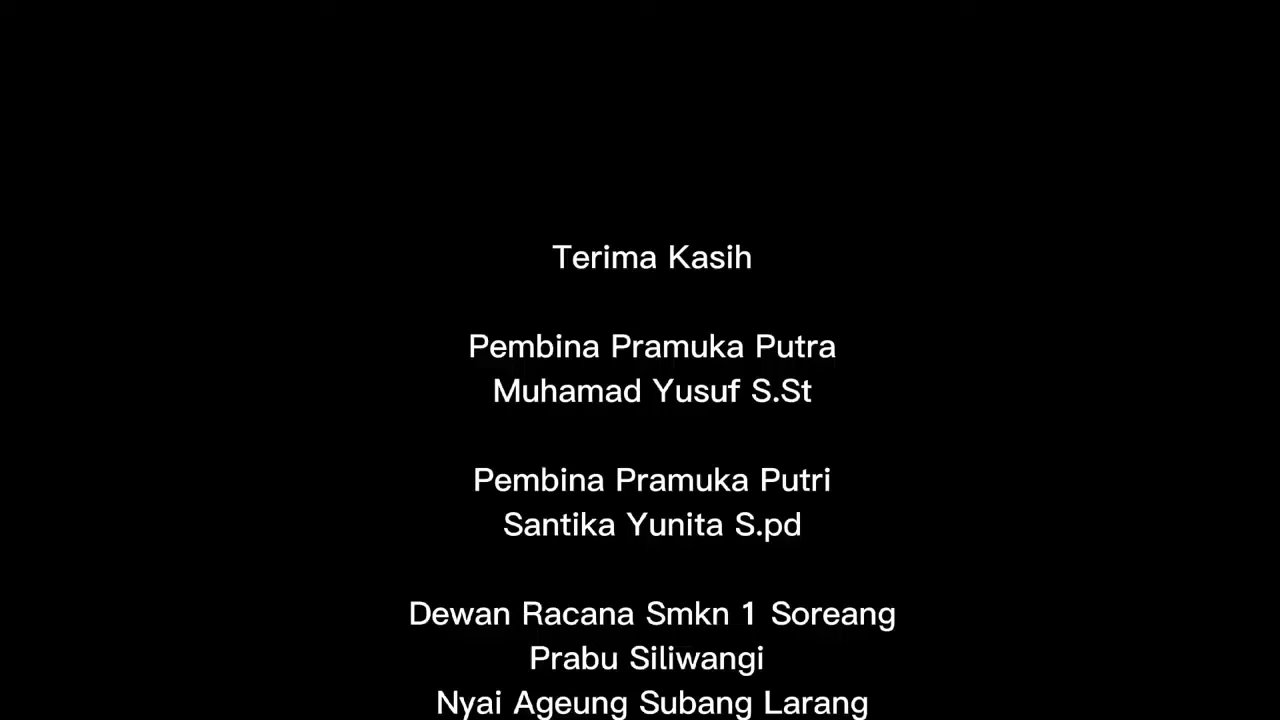 Terima Kasih
Pembina Pramuka Putra
Muhamad Yusuf S.St
Pembina Pramuka Putri
Santika Yunita S.pd
Dewan Racana Smkn 1 Soreang
Prabu Siliwangi
Nyai Ageung Subang Larang